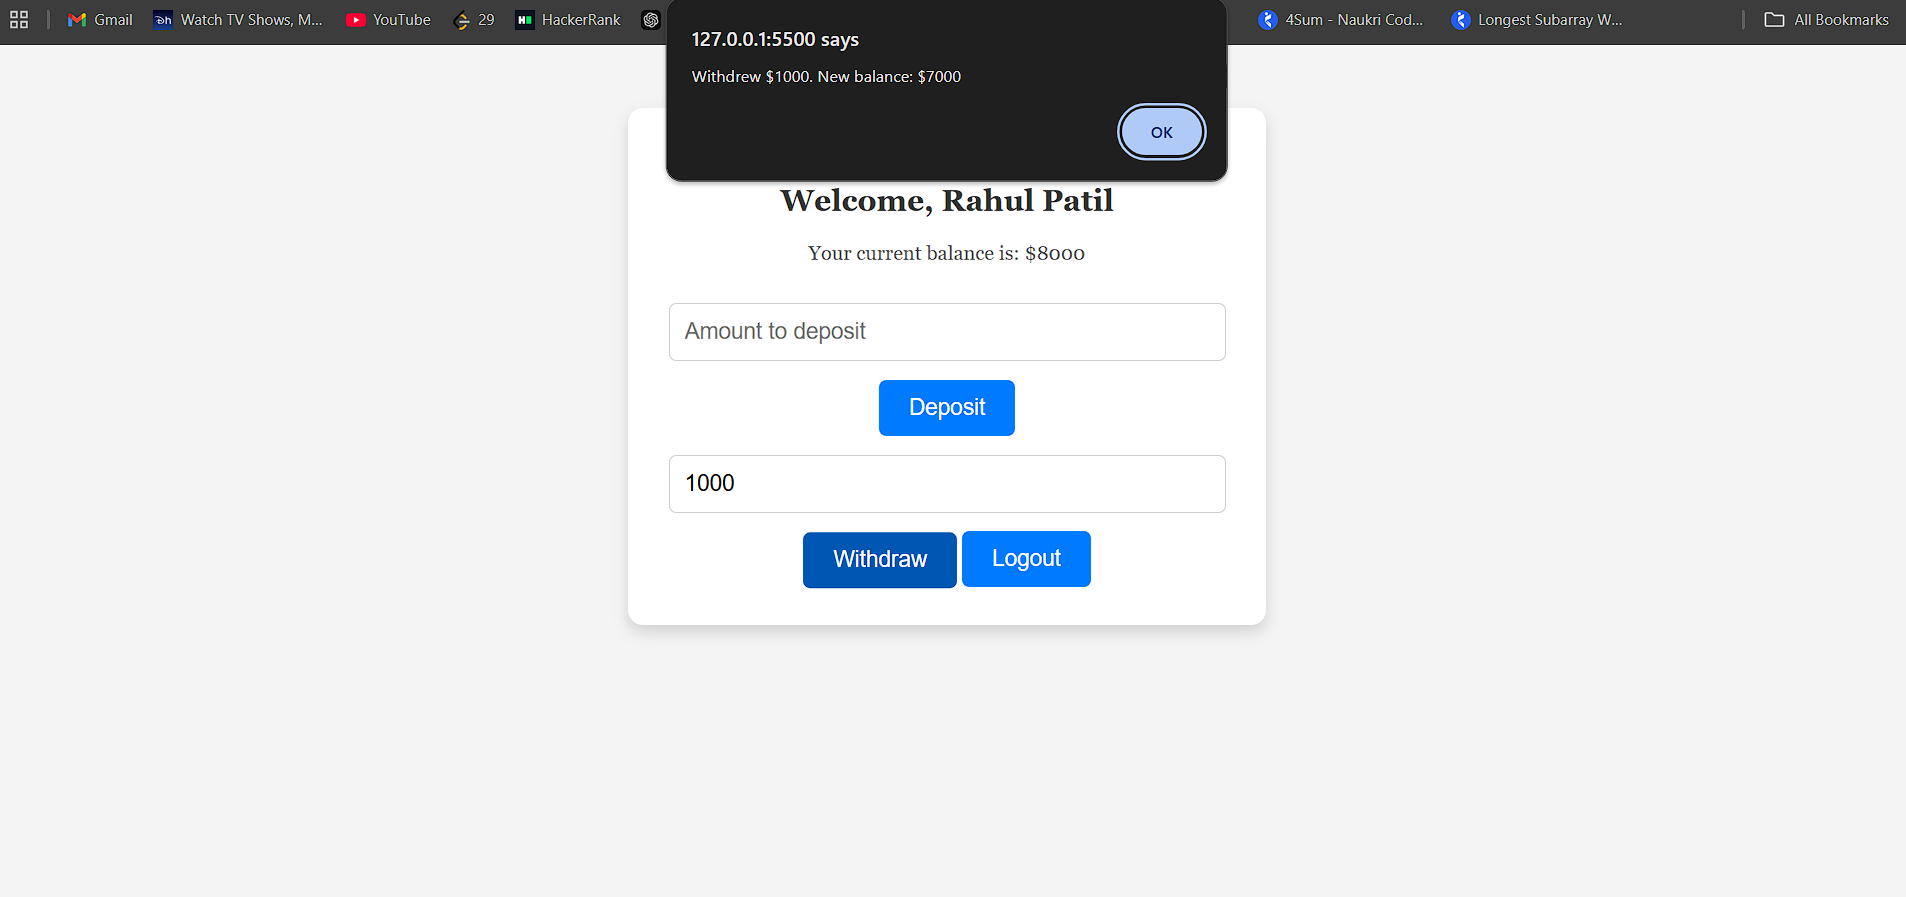 Gmail
Dh Watch TV Shows, M...
YouTube
29
H HackerRank
4Sum - Naukri Cod...
Longest Subarray W...
All Bookmarks
127.0.0.1:5500 says
Withdrew $1000. New balance: $7000
OK
Welcome, Rahul Patil
Your current balance is: $8000
Amount to deposit
Deposit
1000
Withdraw
Logout